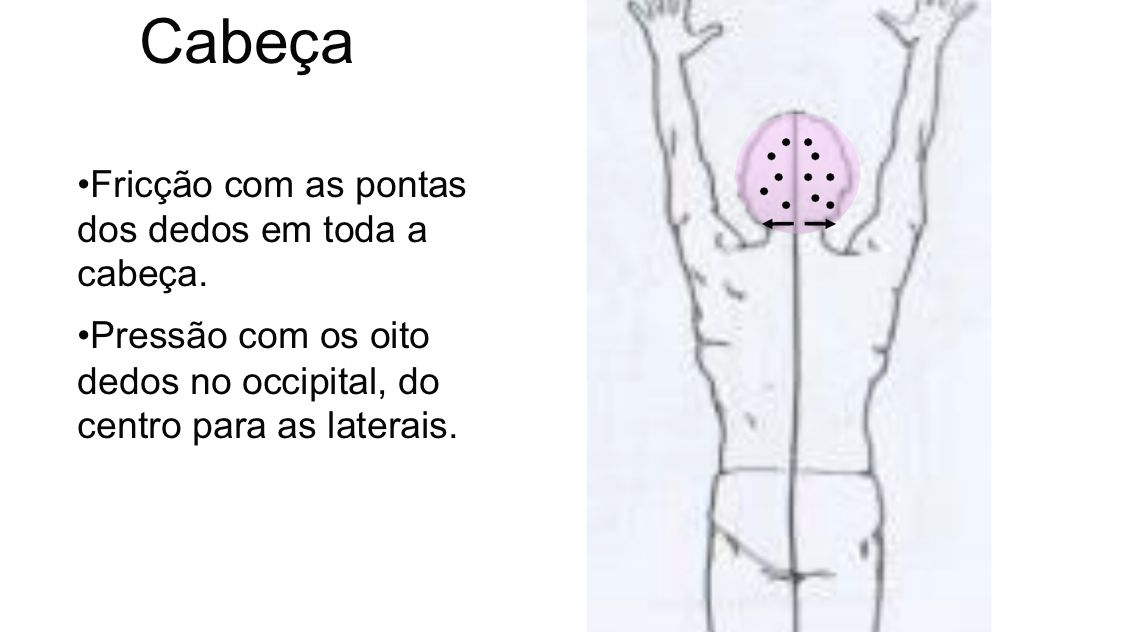 Cabeça
•Fricção com as pontas
dos dedos em toda a
cabeça.
•Pressão com os oito
dedos no occipital, do
centro para as laterais.